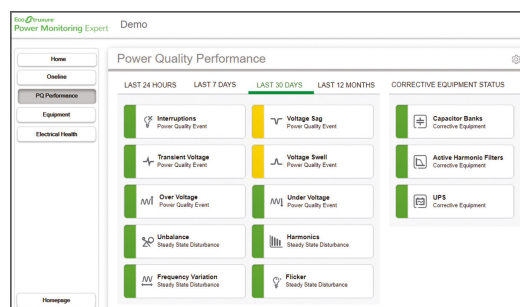 EcoStruxure
Power Monitoring Expert
Demo
Home
Oneline
PQ Performance
Equipment
Electrical Health
Homepage
Power Quality Performance
LAST 24 HOURS LAST 7 DAYS LAST 30 DAYS LAST 12 MONTHS CORRECTIVE EQUIPMENT STATUS
Interruptions
Power Quality Event
Voltage Sag
Power Quality Event
Capacitor Banks
Corrective Equipment
Transient Voltage
Power Quality Event
Voltage Swell
Power Quality Event
Active Harmonic Filters
Corrective Equipment
Over Voltage
Power Quality Event
Under Voltage
Power Quality Event
UPS
Corrective Equipment
Unbalance
Steady State Disturbance
Harmonics
Steady State Disturbance
Frequency Variation
Steady State Disturbance
Flicker
Steady State Disturbance